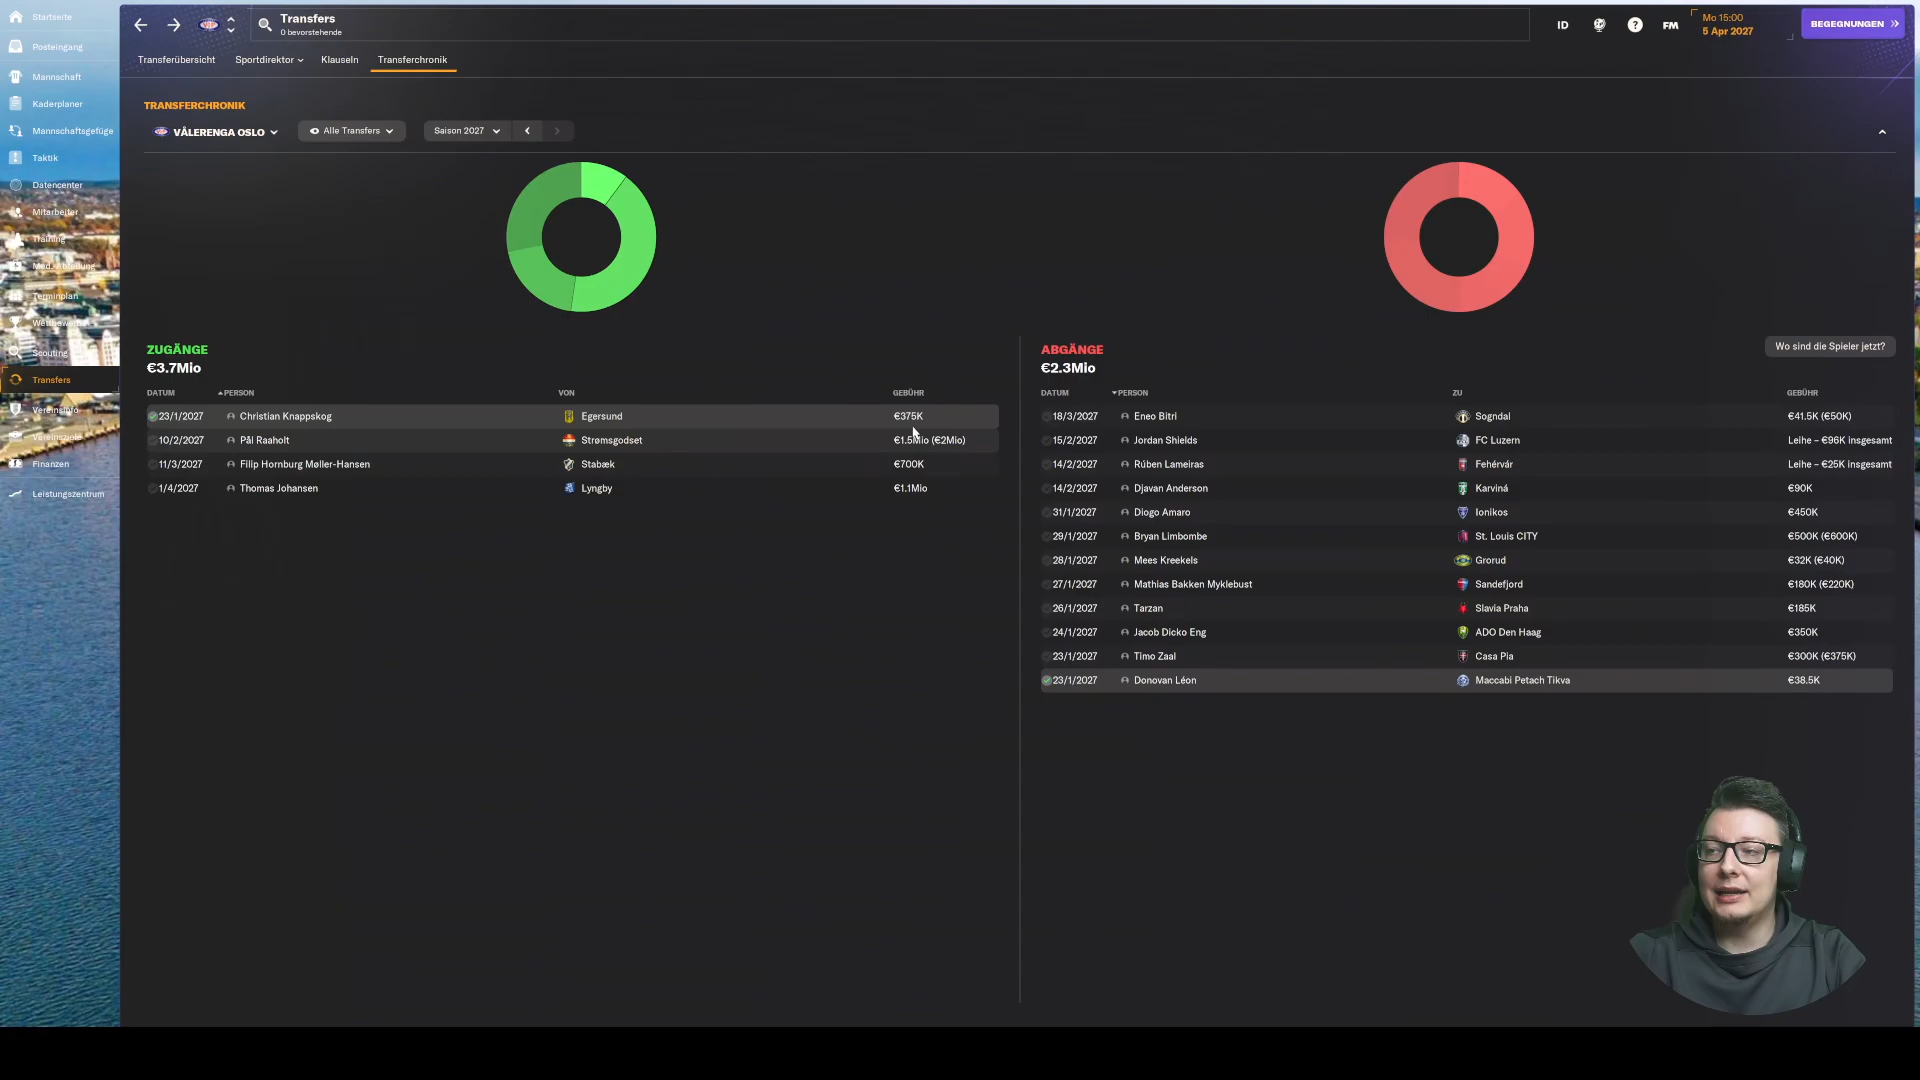 Startseite
Posteingang
Mannschaft
Kaderplaner
Mannschaftsgefüge
Taktik
Datencenter
Mitarbeiter
Training
Med. Abteilung
Terminplan
Scouting
Transfers
Vereinsinfo
Vereinsziele
Finanzen
Leistungszentrum
Transfers
0 bevorstehende
ID
FM
Mo 15:00
5 Apr 2027
BEGEGNUNGEN
Transferübersicht Sportdirektor Klauseln Transferchronik
TRANSFERCHRONIK
VÅLERENGA OSLO Alle Transfers Saison 2027
ZUGÄNGE
€3.7Mio
DATUM PERSON VON GEBÜHR
23/1/2027 Christian Knappskog Egersund €375K
10/2/2027 Pål Raaholt Strømsgodset €1.5Mio (€2Mio)
11/3/2027 Filip Hornburg Møller-Hansen Stabæk €700K
1/4/2027 Thomas Johansen Lyngby €1.1Mio
ABGÄNGE
€2.3Mio
Wo sind die Spieler jetzt?
DATUM PERSON ZU GEBÜHR
18/3/2027 Eneo Bitri Sogndal €41.5K (€50K)
15/2/2027 Jordan Shields FC Luzern Leihe – €96K insgesamt
14/2/2027 Rúben Lameiras Fehérvár Leihe – €25K insgesamt
14/2/2027 Djavan Anderson Karviná €90K
31/1/2027 Diogo Amaro Ionikos €450K
29/1/2027 Bryan Limbombe St. Louis CITY €500K (€600K)
28/1/2027 Mees Kreekels Grorud €32K (€40K)
27/1/2027 Mathias Bakken Myklebust Sandefjord €180K (€220K)
26/1/2027 Tarzan Slavia Praha €185K
24/1/2027 Jacob Dicko Eng ADO Den Haag €350K
23/1/2027 Timo Zaal Casa Pia €300K (€375K)
23/1/2027 Donovan Léon Maccabi Petach Tikva €38.5K